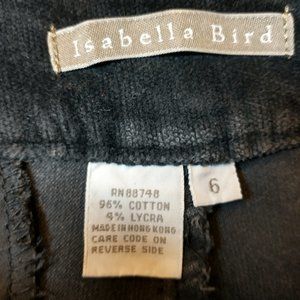 Isabella Bird
RN88748
96% COTTON
4% LYCRA
MADE IN HONG KONG
CARE CODE ON
REVERSE SIDE
6